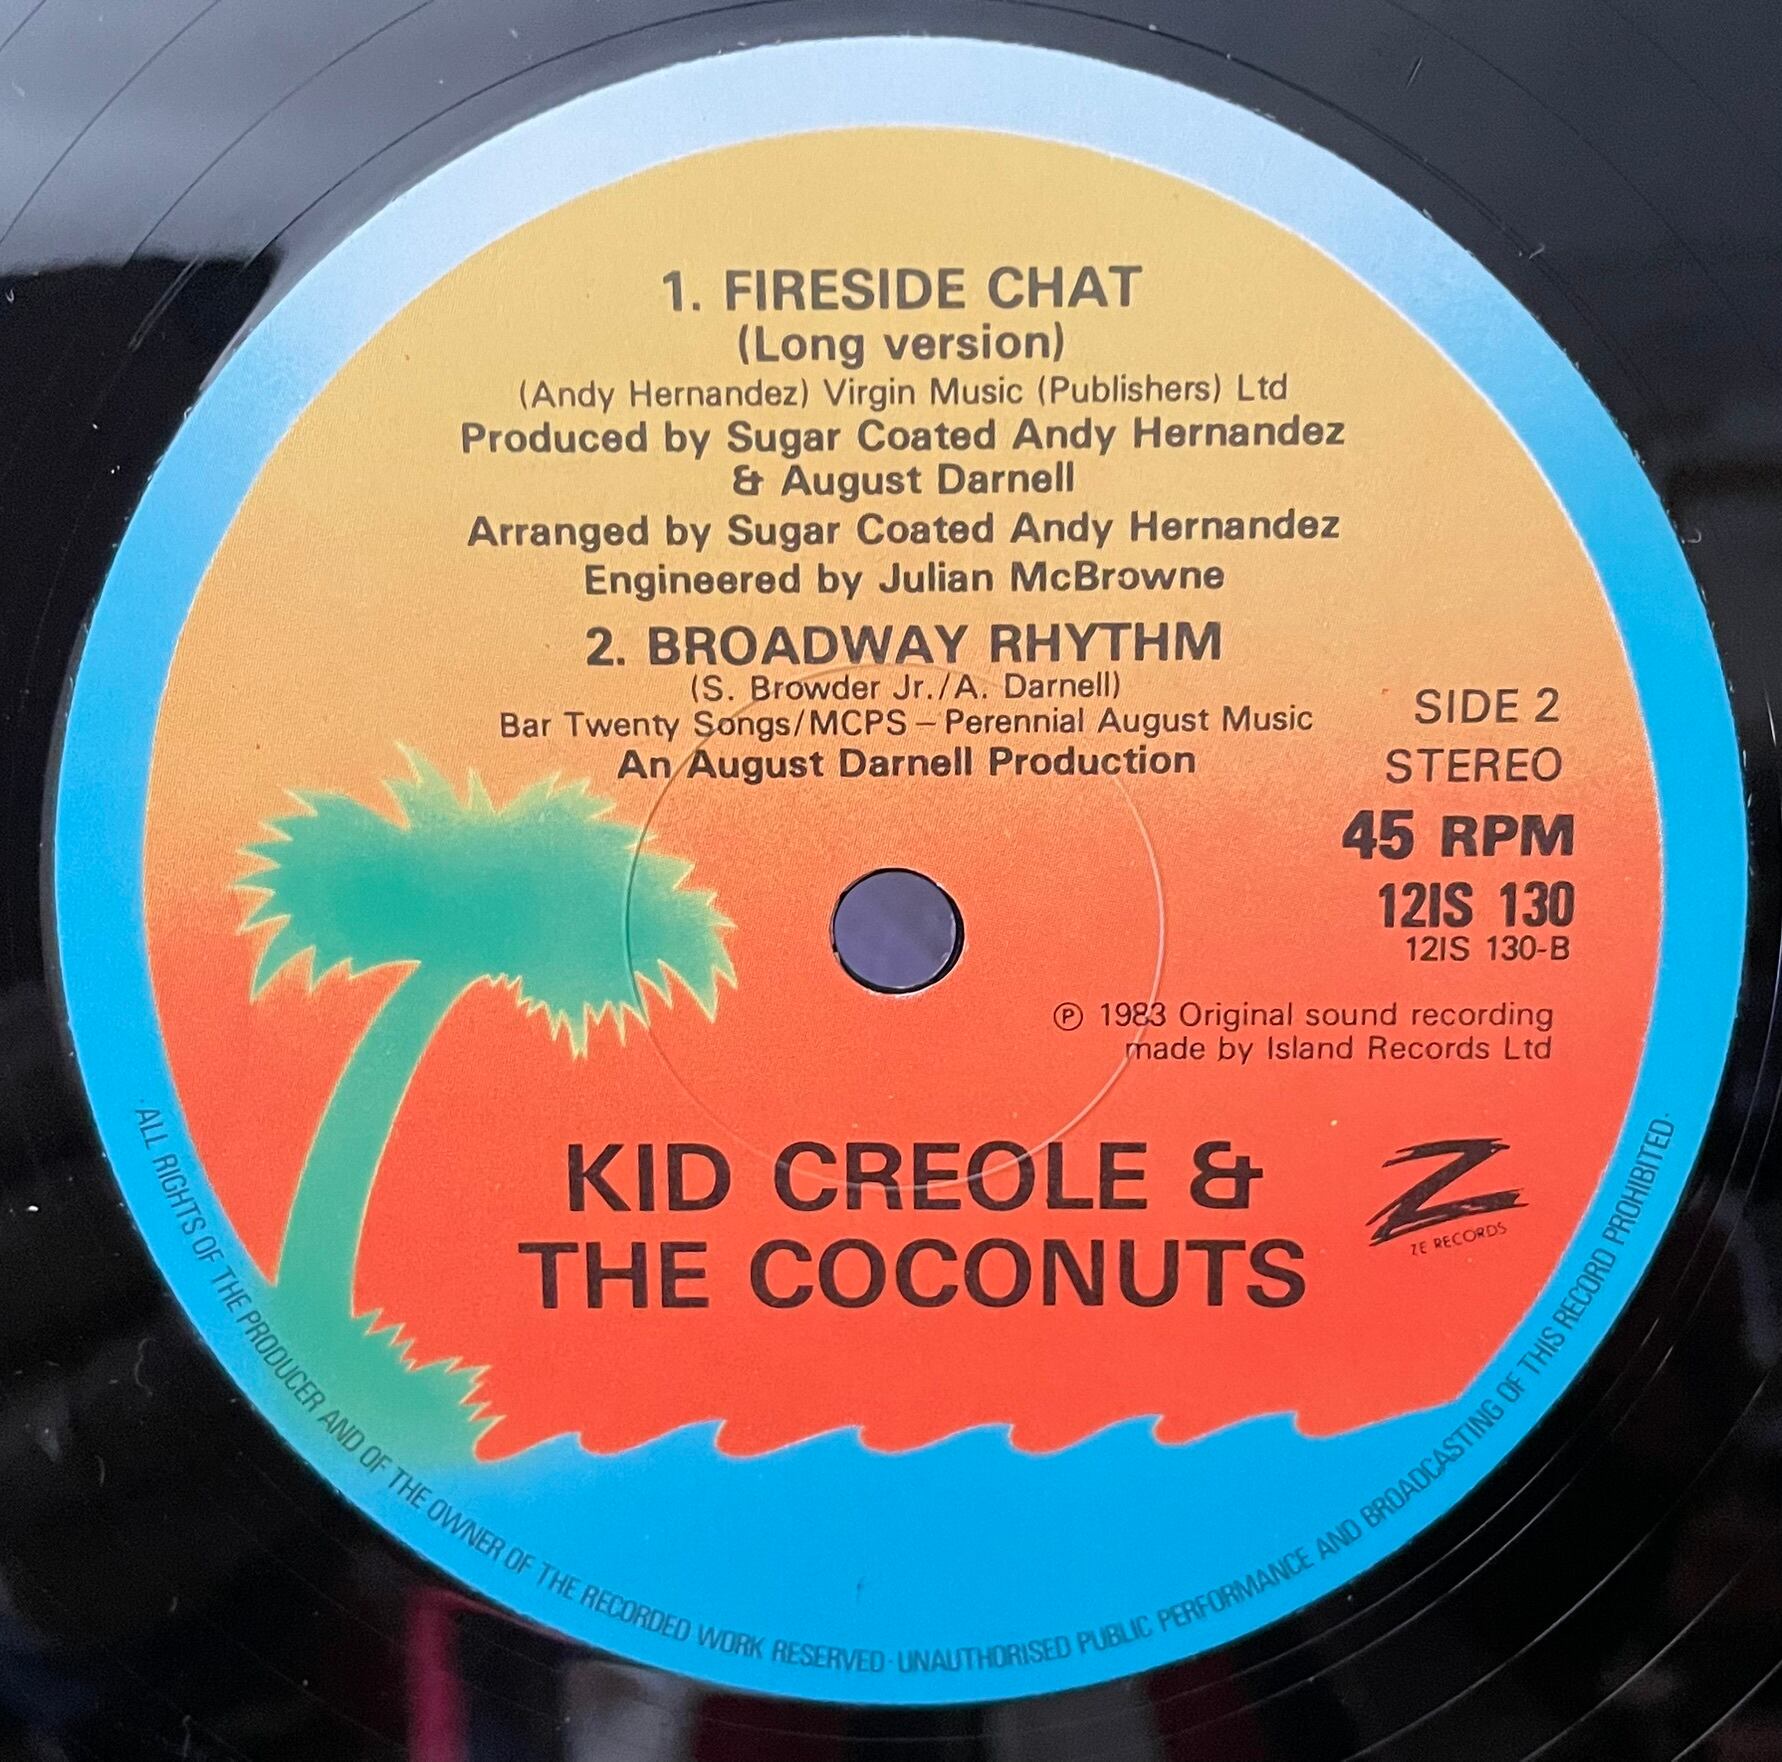 1. FIRESIDE CHAT
(Long version)
(Andy Hernandez) Virgin Music (Publishers) Ltd
Produced by Sugar Coated Andy Hernandez
& August Darnell
Arranged by Sugar Coated Andy Hernandez
Engineered by Julian McBrowne
2. BROADWAY RHYTHM
(S. Browder Jr./A. Darnell)
Bar Twenty Songs/MCPS – Perennial August Music
An August Darnell Production
SIDE 2
STEREO
45 RPM
12IS 130
12IS 130-B
℗ 1983 Original sound recording
made by Island Records Ltd
KID CREOLE &
THE COCONUTS
Z
ZE RECORDS
·ALL RIGHTS OF THE PRODUCER AND OF THE OWNER OF THE RECORDED WORK RESERVED·UNAUTHORISED PUBLIC PERFORMANCE AND BROADCASTING OF THIS RECORD PROHIBITED·